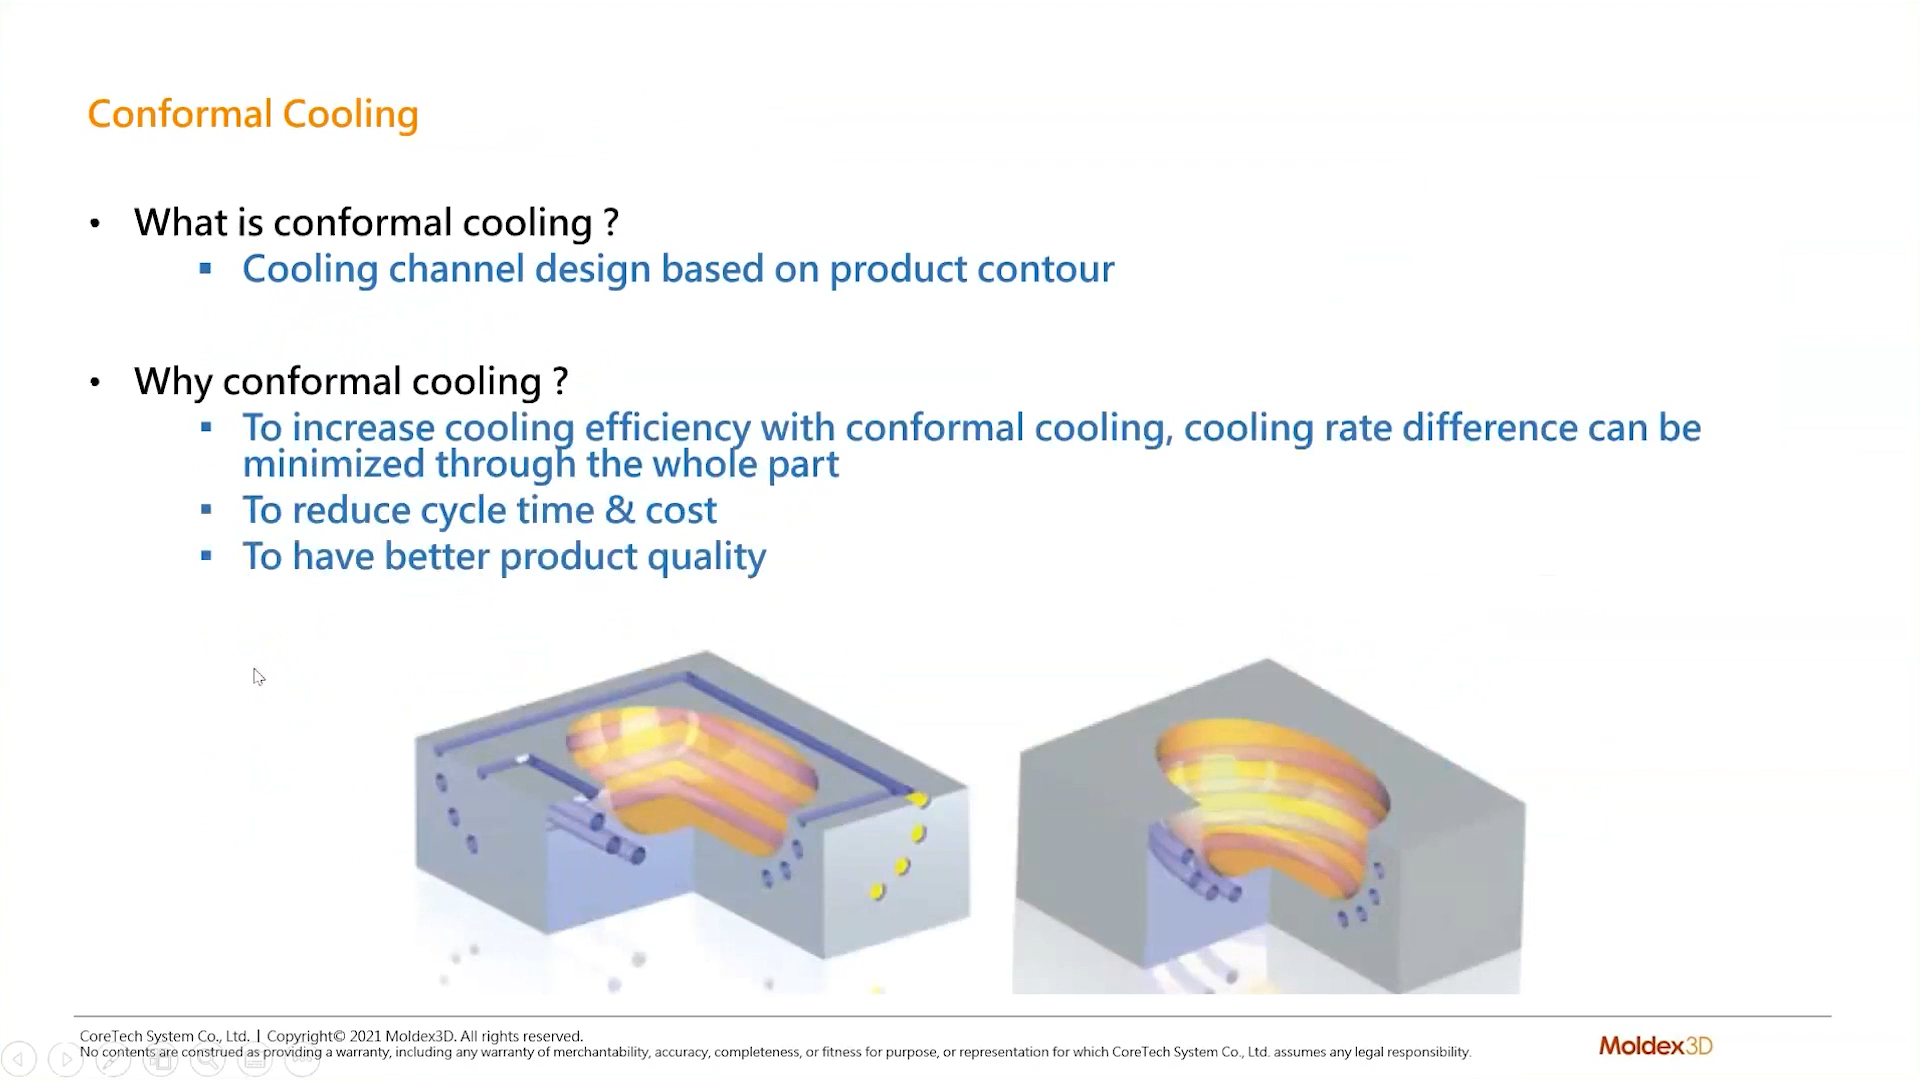 Conformal Cooling
• What is conformal cooling ?
▪ Cooling channel design based on product contour
• Why conformal cooling ?
▪ To increase cooling efficiency with conformal cooling, cooling rate difference can be
minimized through the whole part
▪ To reduce cycle time & cost
▪ To have better product quality
CoreTech System Co., Ltd. | Copyright© 2021 Moldex3D. All rights reserved.
No contents are construed as providing a warranty, including any warranty of merchantability, accuracy, completeness, or fitness for purpose, or representation for which CoreTech System Co., Ltd. assumes any legal responsibility.
Moldex3D